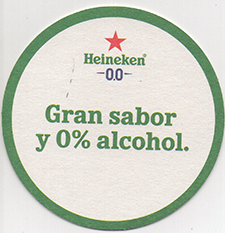 Heineken®
0.0
Gran sabor
y 0% alcohol.